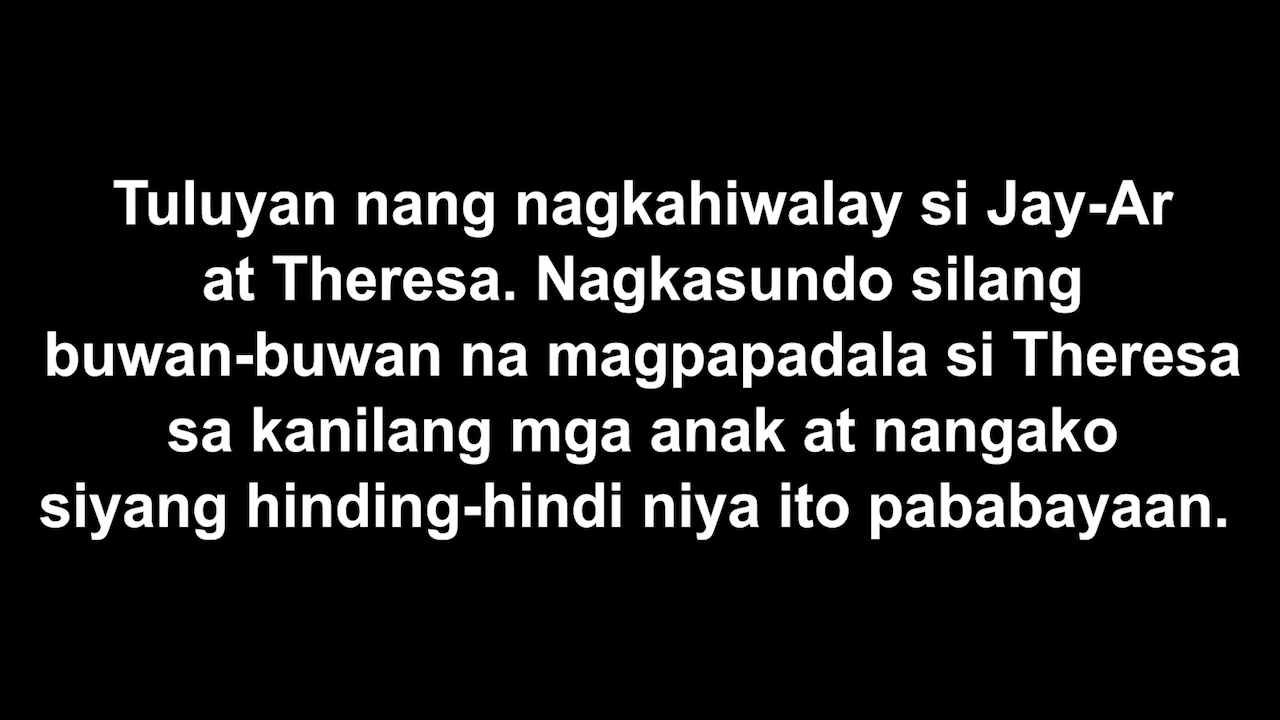 Tuluyan nang nagkahiwalay si Jay-Ar
at Theresa. Nagkasundo silang
buwan-buwan na magpapadala si Theresa
sa kanilang mga anak at nangako
siyang hinding-hindi niya ito pababayaan.